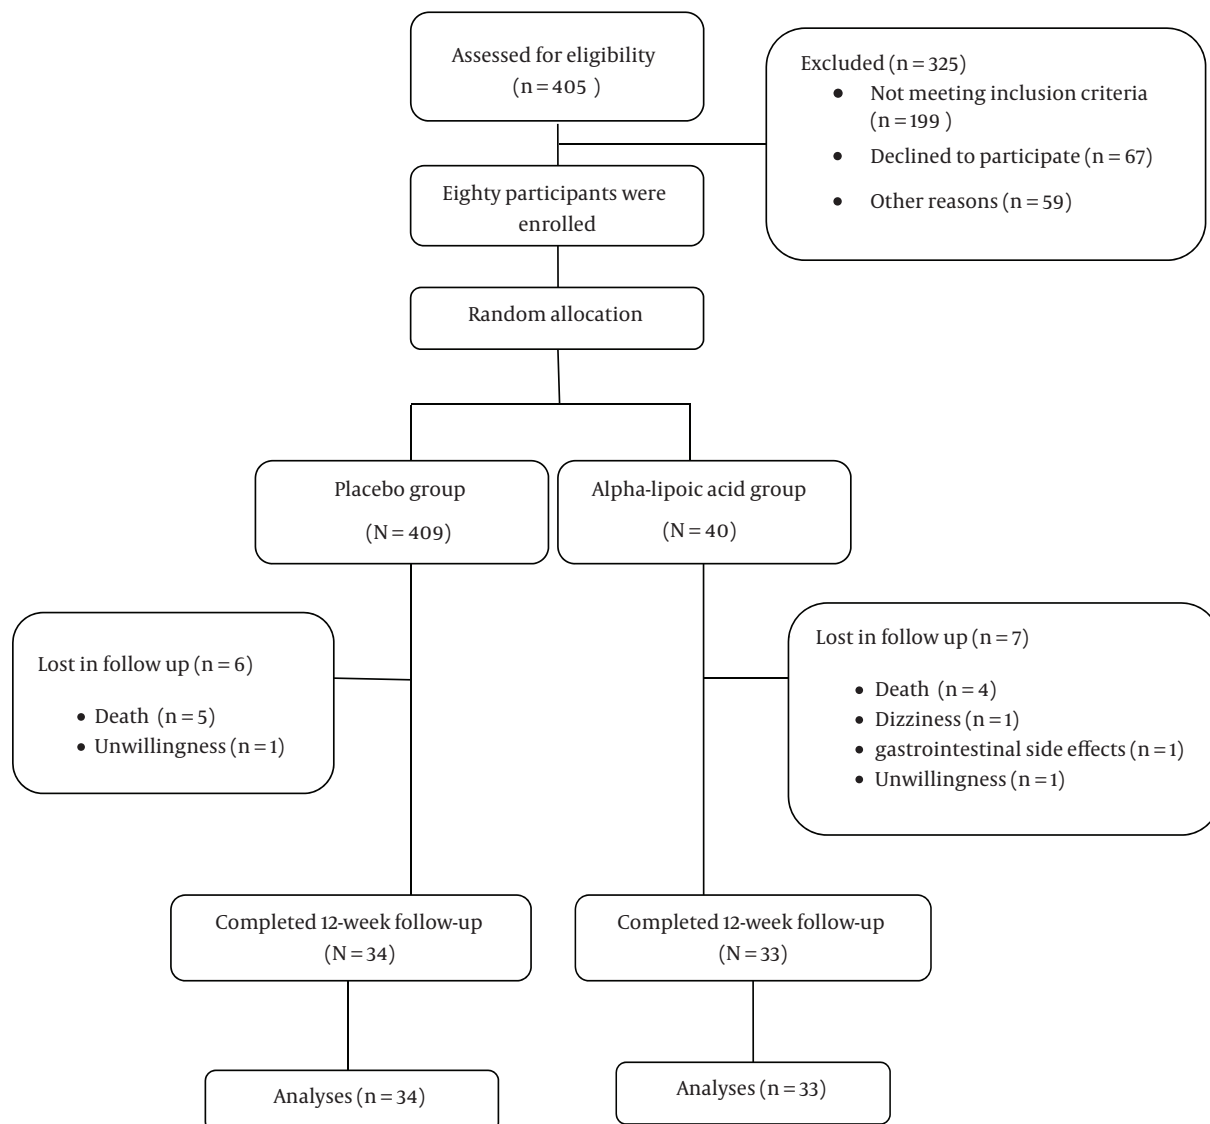 Assessed for eligibility
(n = 405 )
Excluded (n = 325)
• Not meeting inclusion criteria
(n = 199 )
• Declined to participate (n = 67)
• Other reasons (n = 59)
Eighty participants were
enrolled
Random allocation
Placebo group
(N = 409)
Alpha-lipoic acid group
(N = 40)
Lost in follow up (n = 6)
• Death (n = 5)
• Unwillingness (n = 1)
Lost in follow up (n = 7)
• Death (n = 4)
• Dizziness (n = 1)
• gastrointestinal side effects (n = 1)
• Unwillingness (n = 1)
Completed 12-week follow-up
(N = 34)
Completed 12-week follow-up
(N = 33)
Analyses (n = 34)
Analyses (n = 33)